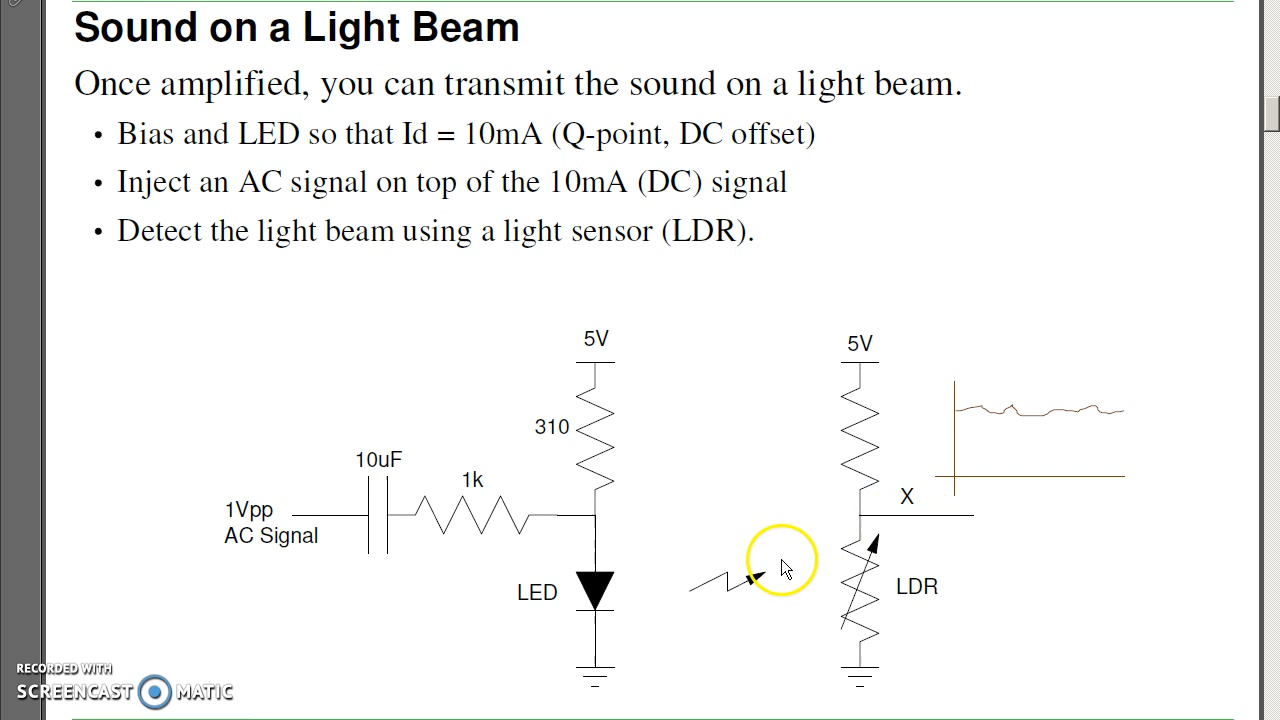 Sound on a Light Beam
Once amplified, you can transmit the sound on a light beam.
• Bias and LED so that Id = 10mA (Q-point, DC offset)
• Inject an AC signal on top of the 10mA (DC) signal
• Detect the light beam using a light sensor (LDR).
5V
5V
310
10uF
1k
X
1Vpp
AC Signal
LED
LDR
RECORDED WITH
SCREENCAST MATIC